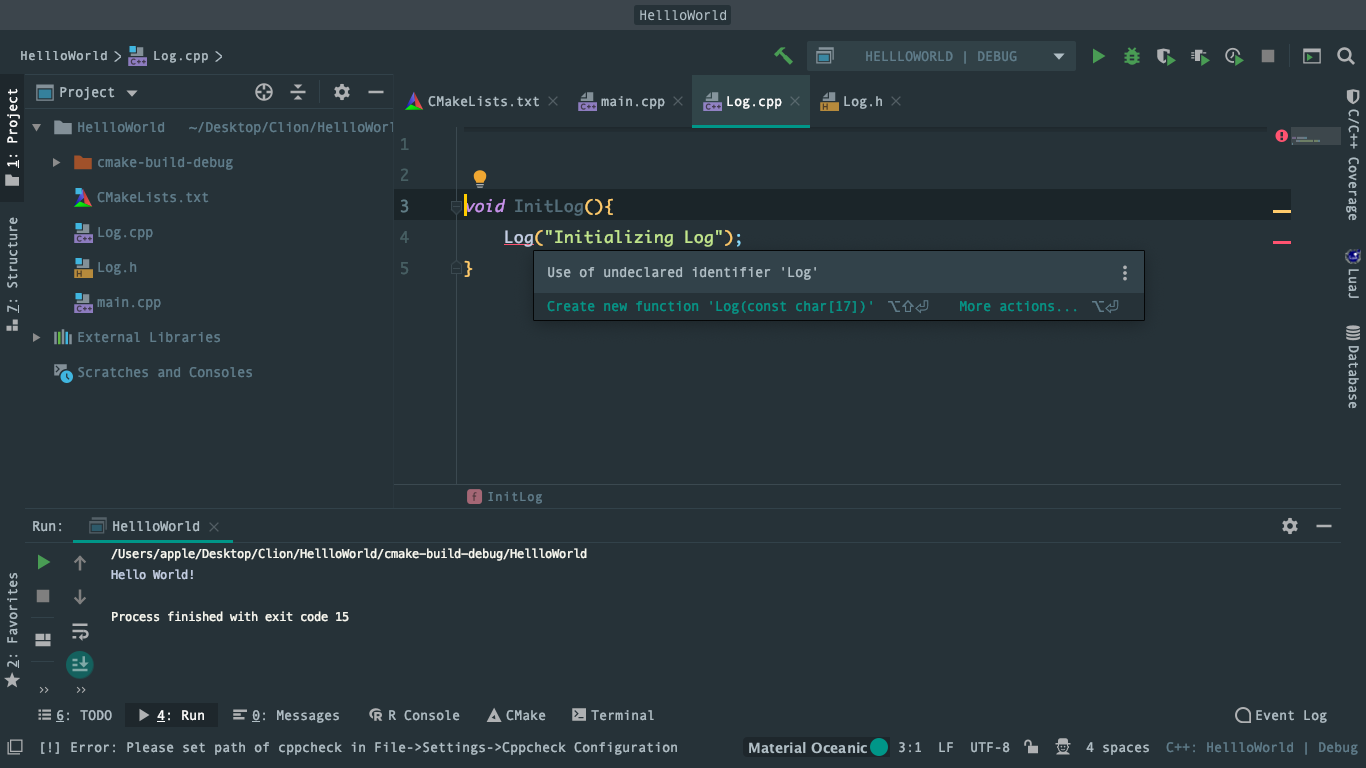 HellloWorld
HellloWorld
Log.cpp
HELLLOWORLD | DEBUG
1: Project
Z: Structure
2: Favorites
Project
HellloWorld ~/Desktop/Clion/HellloWorl
cmake-build-debug
CMakeLists.txt
Log.cpp
Log.h
main.cpp
External Libraries
Scratches and Consoles
CMakeLists.txt
main.cpp
Log.cpp
Log.h
1
2
3 void InitLog(){
4 Log("Initializing Log");
5 }
Use of undeclared identifier 'Log'
Create new function 'Log(const char[17])' ⌥⇧⏎ More actions... ⌥⏎
f InitLog
C/C++ Coverage
LuaJ
Database
Run: HellloWorld
/Users/apple/Desktop/Clion/HellloWorld/cmake-build-debug/HellloWorld
Hello World!
Process finished with exit code 15
6: TODO
4: Run
0: Messages
R Console
CMake
Terminal
Event Log
[!] Error: Please set path of cppcheck in File->Settings->Cppcheck Configuration
Material Oceanic
3:1
LF
UTF-8
4 spaces
C++: HellloWorld | Debug